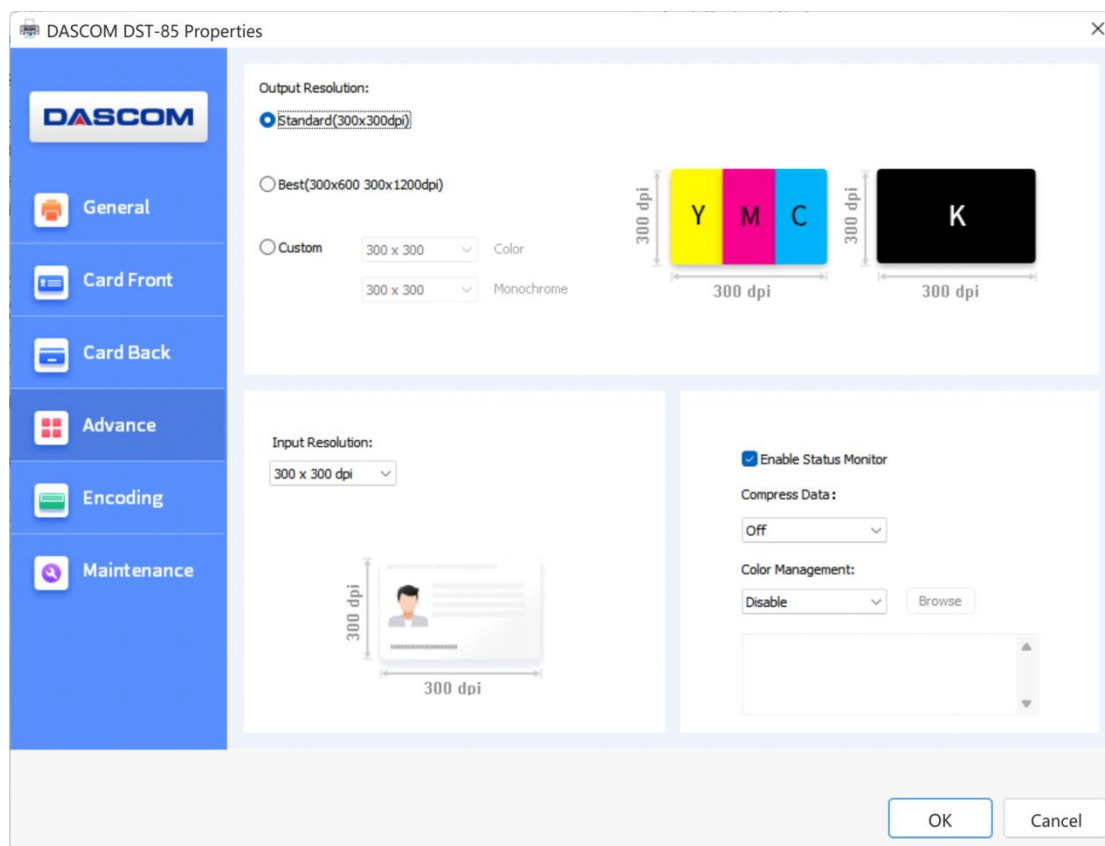 DASCOM DST-85 Properties
DASCOM
General
Card Front
Card Back
Advance
Encoding
Maintenance
Output Resolution:
Standard(300x300dpi)
Best(300x600 300x1200dpi)
Custom 300 x 300 Color
300 x 300 Monochrome
300 dpi
Y M C
300 dpi
300 dpi
K
300 dpi
Input Resolution:
300 x 300 dpi
300 dpi
300 dpi
Enable Status Monitor
Compress Data:
Off
Color Management:
Disable Browse
OK Cancel